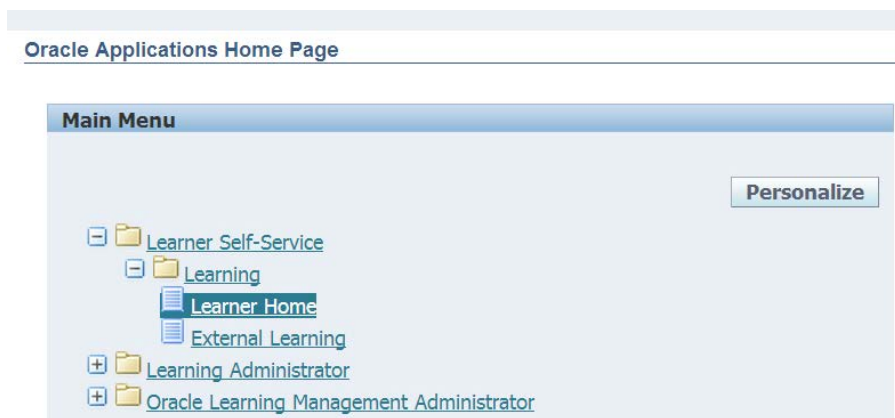 Oracle Applications Home Page
Main Menu
Personalize
Learner Self-Service
Learning
Learner Home
External Learning
Learning Administrator
Oracle Learning Management Administrator